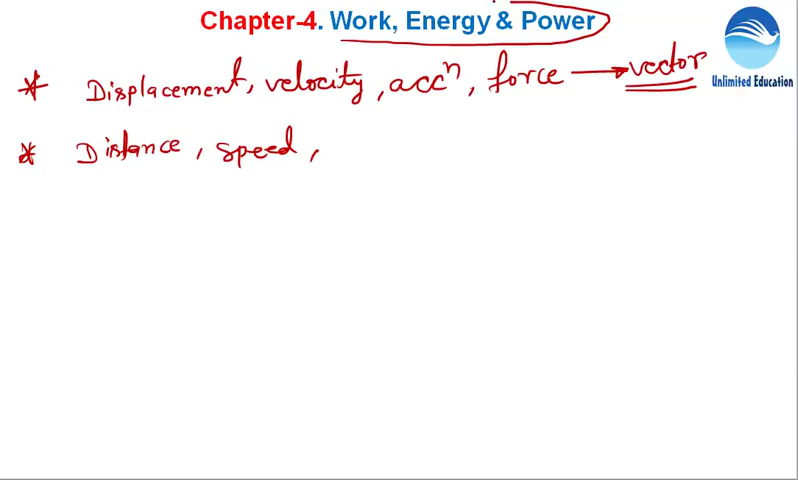 Chapter-4. Work, Energy & Power
* Displacement, velocity, accⁿ, force → vector
Unlimited Education
* Distance, speed,